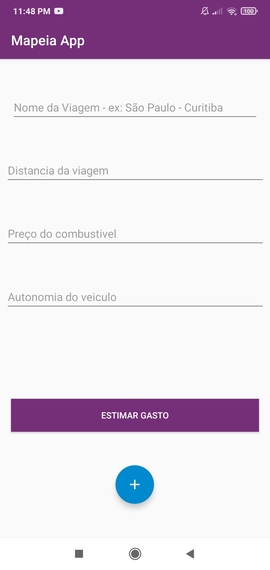 11:48 PM
100
Mapeia App
Nome da Viagem - ex: São Paulo - Curitiba
Distancia da viagem
Preço do combustivel
Autonomia do veiculo
ESTIMAR GASTO
+